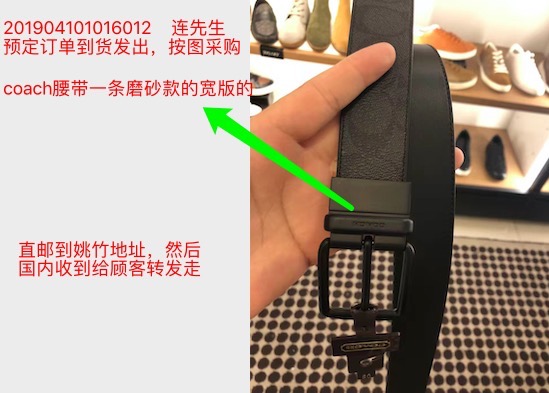 201904101016012 连先生
预定订单到货发出，按图采购
coach腰带一条磨砂款的宽版的
直邮到姚竹地址，然后
国内收到给顾客转发走